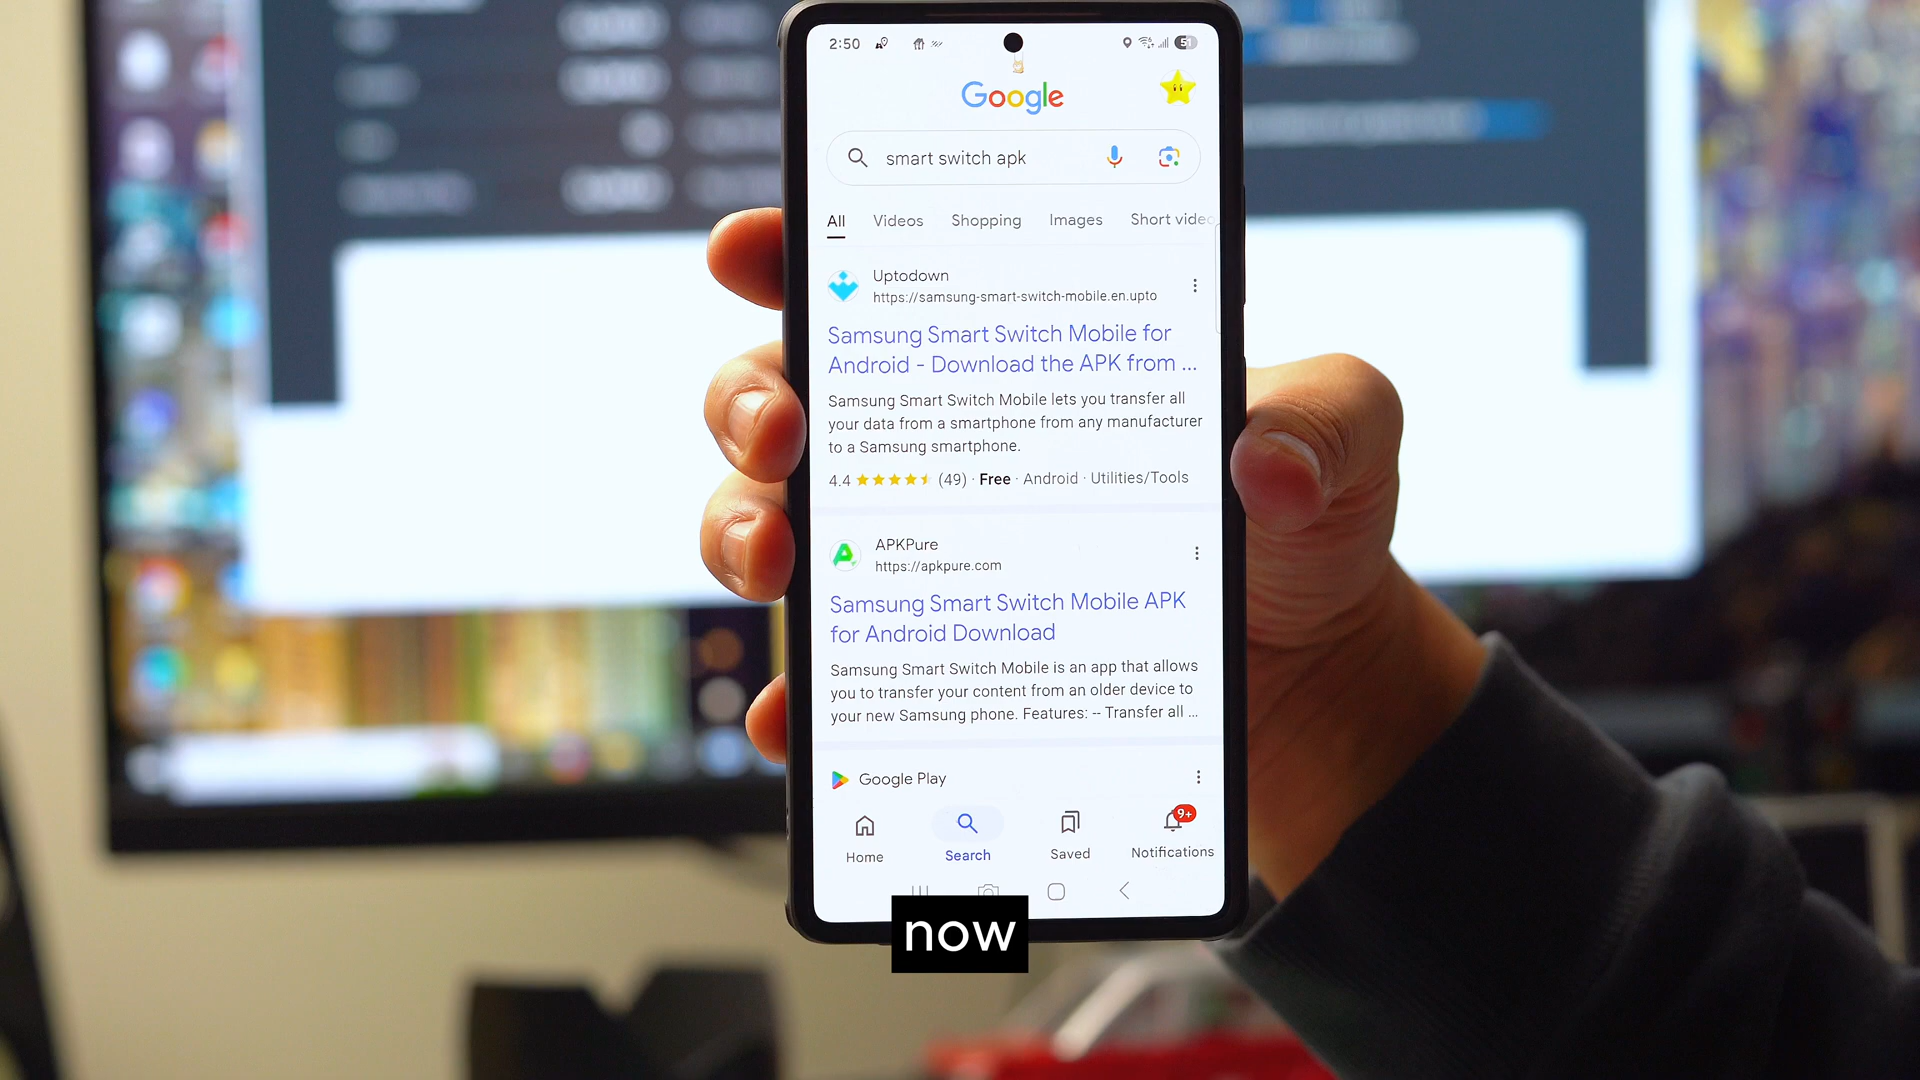 2:50
51
Google
smart switch apk
All Videos Shopping Images Short video
Uptodown
https://samsung-smart-switch-mobile.en.upto
Samsung Smart Switch Mobile for
Android - Download the APK from ...
Samsung Smart Switch Mobile lets you transfer all
your data from a smartphone from any manufacturer
to a Samsung smartphone.
4.4 (49) · Free · Android · Utilities/Tools
APKPure
https://apkpure.com
Samsung Smart Switch Mobile APK
for Android Download
Samsung Smart Switch Mobile is an app that allows
you to transfer your content from an older device to
your new Samsung phone. Features: -- Transfer all ...
Google Play
9+
Home Search Saved Notifications
now